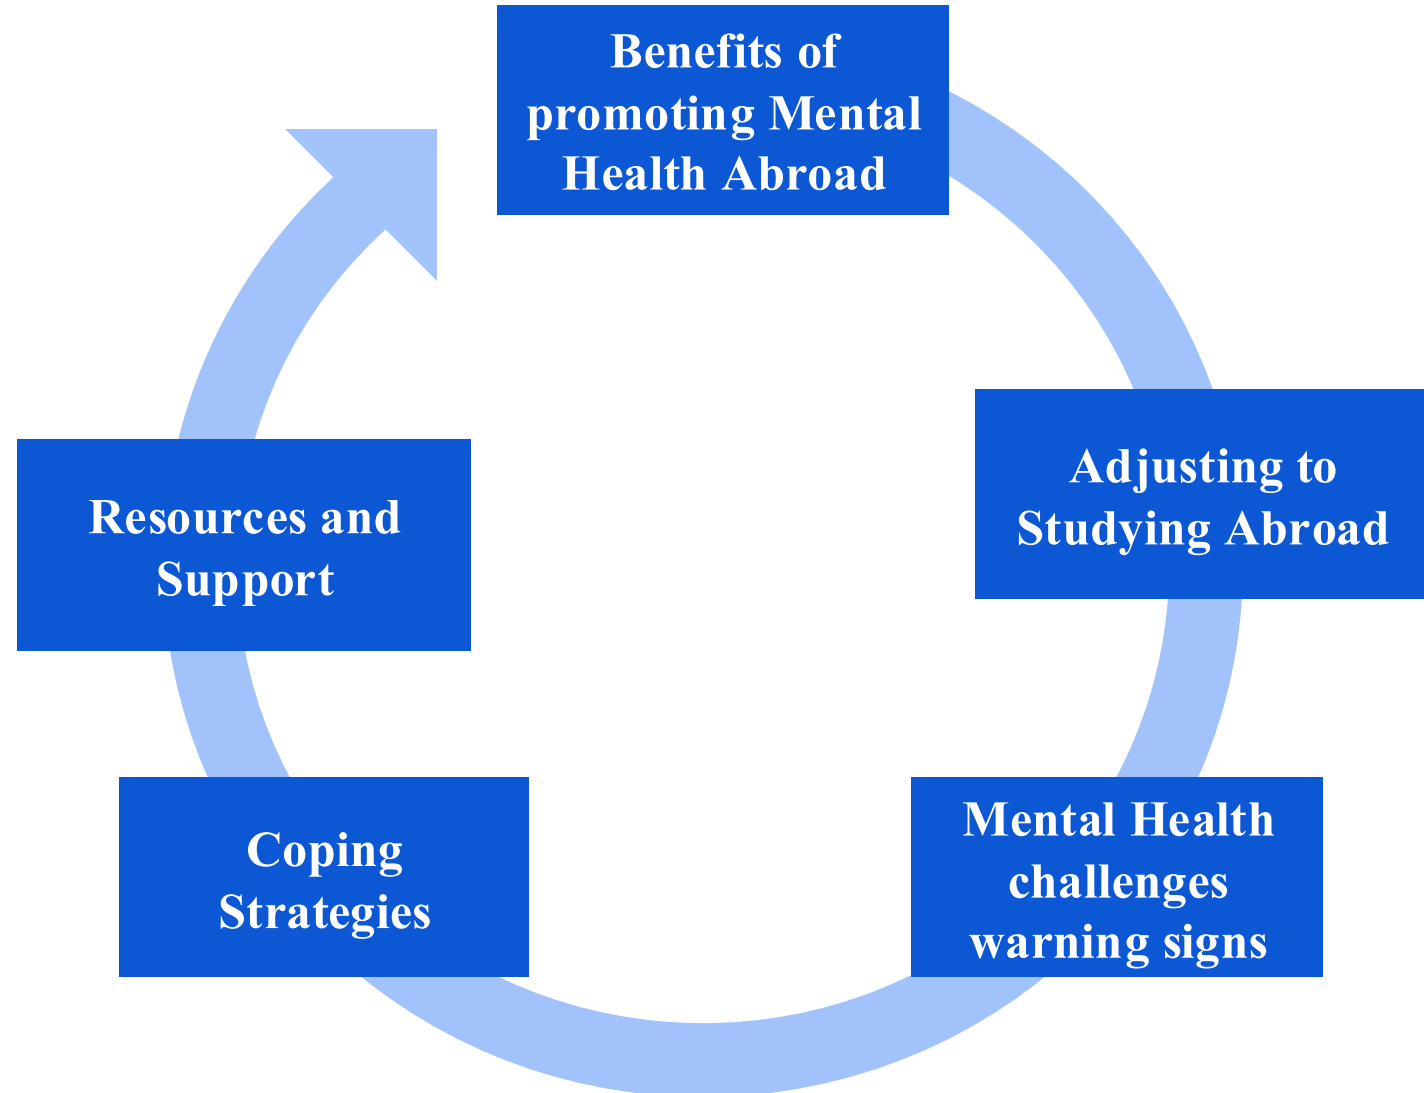 Benefits of
promoting Mental
Health Abroad
Adjusting to
Studying Abroad
Mental Health
challenges
warning signs
Coping
Strategies
Resources and
Support